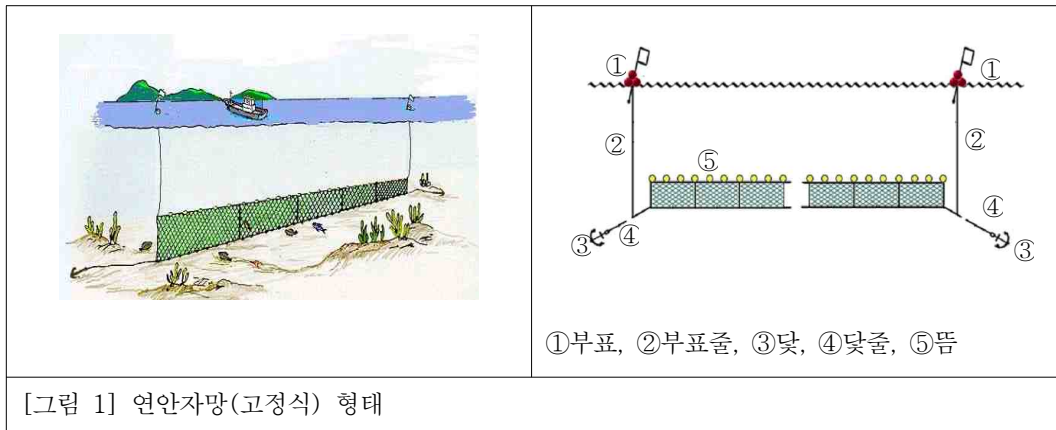 ① ①
② ②
⑤
④ ④
③ ③
①부표, ②부표줄, ③닻, ④닻줄, ⑤뜸
[그림 1] 연안자망(고정식) 형태